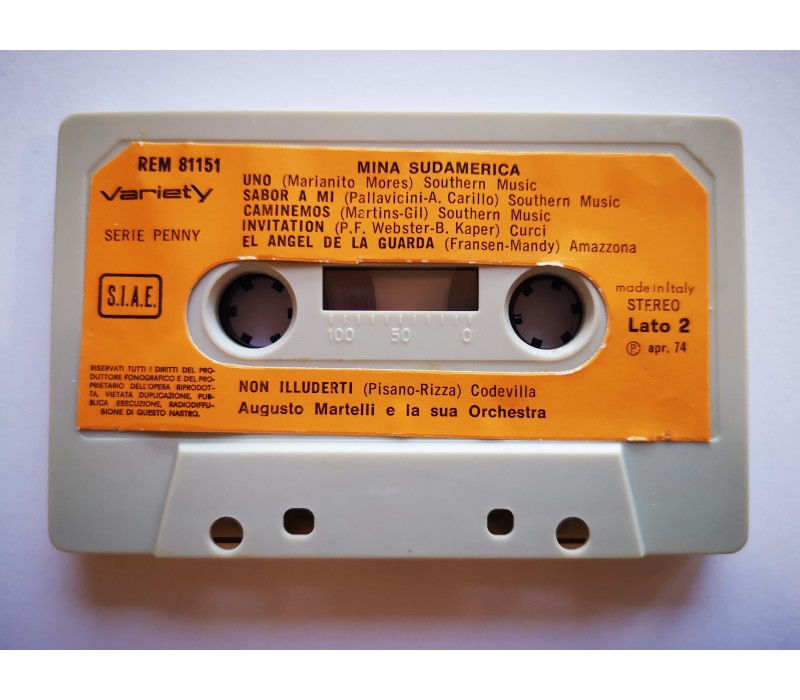 REM 81151
MINA SUDAMERICA
variety
UNO (Marianito Mores) Southern Music
SABOR A MI (Pallavicini-A. Carillo) Southern Music
CAMINEMOS (Martins-Gil) Southern Music
INVITATION (P.F. Webster-B. Kaper) Curci
EL ANGEL DE LA GUARDA (Fransen-Mandy) Amazzona
SERIE PENNY
S.I.A.E.
100 50 0
made in Italy
STEREO
Lato 2
Ⓟ apr. 74
RISERVATI TUTTI I DIRITTI DEL PRO-
DUTTORE FONOGRAFICO E DEL PRO-
PRIETARIO DELL'OPERA RIPRODOT-
TA. VIETATA DUPLICAZIONE, PUB-
BLICA ESECUZIONE, RADIODIFFU-
SIONE DI QUESTO NASTRO.
NON ILLUDERTI (Pisano-Rizza) Codevilla
Augusto Martelli e la sua Orchestra